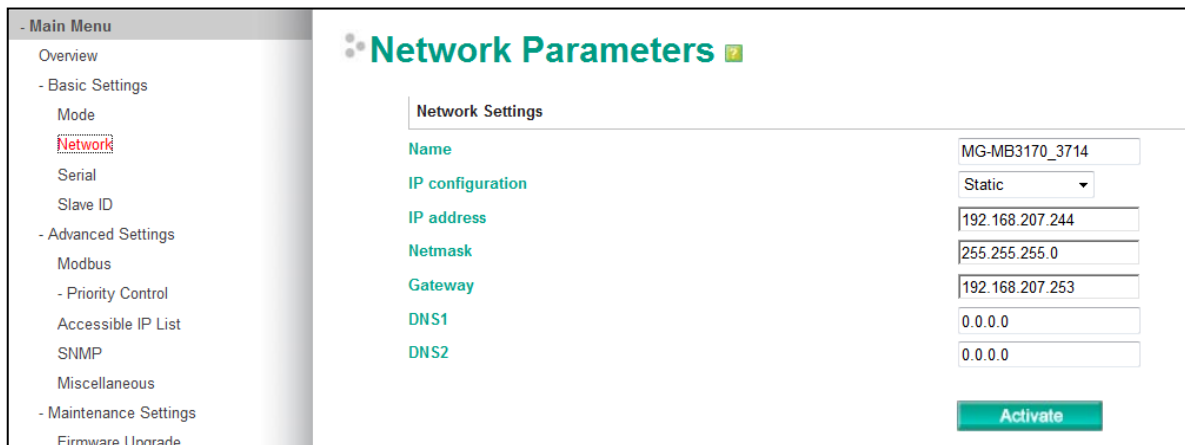 - Main Menu
Overview
- Basic Settings
Mode
Network
Serial
Slave ID
- Advanced Settings
Modbus
- Priority Control
Accessible IP List
SNMP
Miscellaneous
- Maintenance Settings
Firmware Upgrade
Network Parameters ?
Network Settings
Name MG-MB3170_3714
IP configuration Static
IP address 192.168.207.244
Netmask 255.255.255.0
Gateway 192.168.207.253
DNS1 0.0.0.0
DNS2 0.0.0.0
Activate